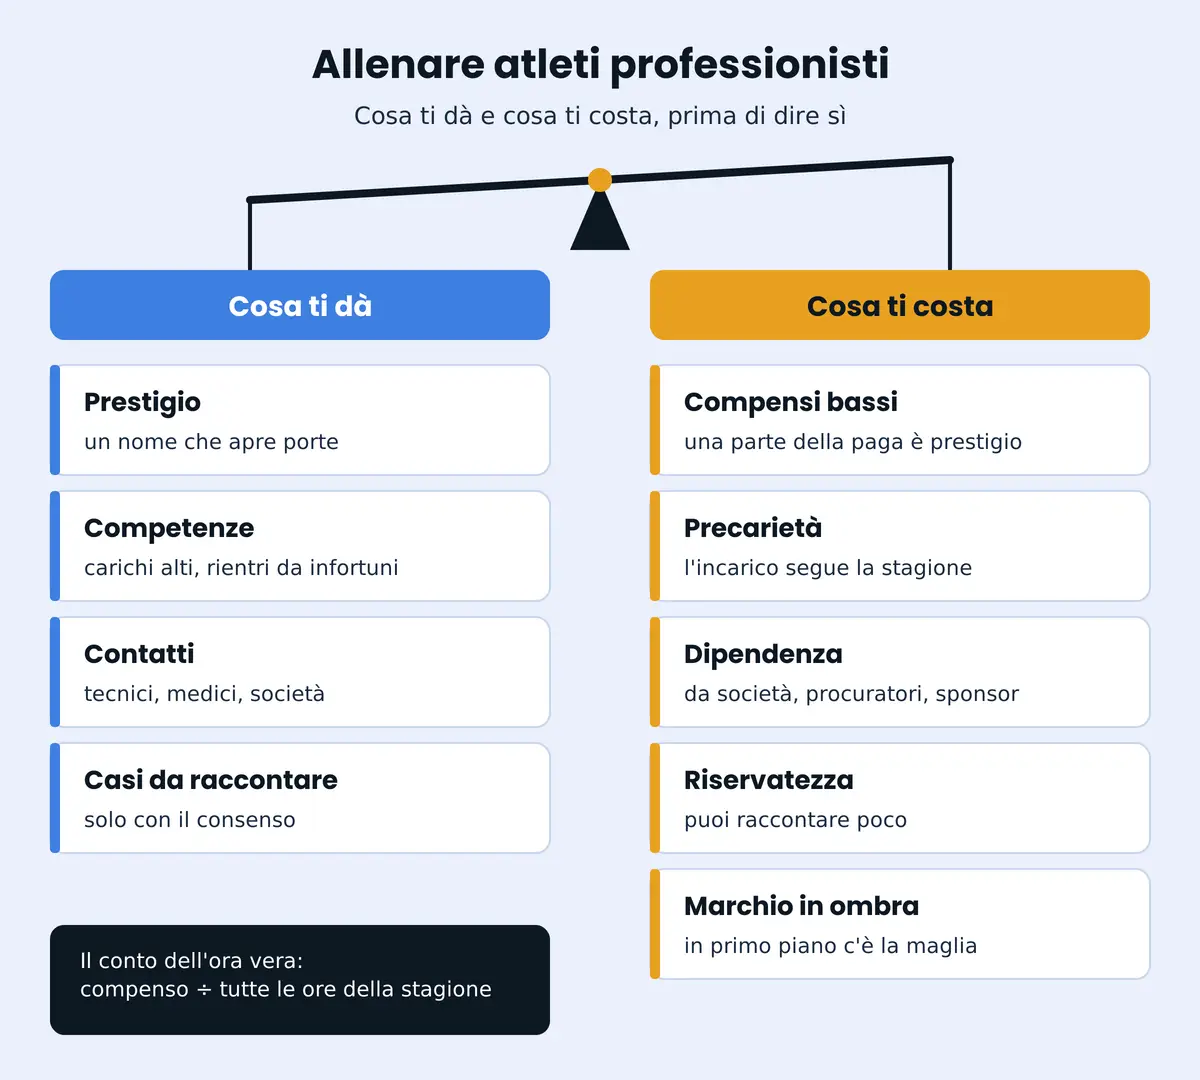 Allenare atleti professionisti
Cosa ti dà e cosa ti costa, prima di dire sì
Cosa ti dà
Prestigio
un nome che apre porte
Competenze
carichi alti, rientri da infortuni
Contatti
tecnici, medici, società
Casi da raccontare
solo con il consenso
Il conto dell'ora vera:
compenso ÷ tutte le ore della stagione
Cosa ti costa
Compensi bassi
una parte della paga è prestigio
Precarietà
l'incarico segue la stagione
Dipendenza
da società, procuratori, sponsor
Riservatezza
puoi raccontare poco
Marchio in ombra
in primo piano c'è la maglia